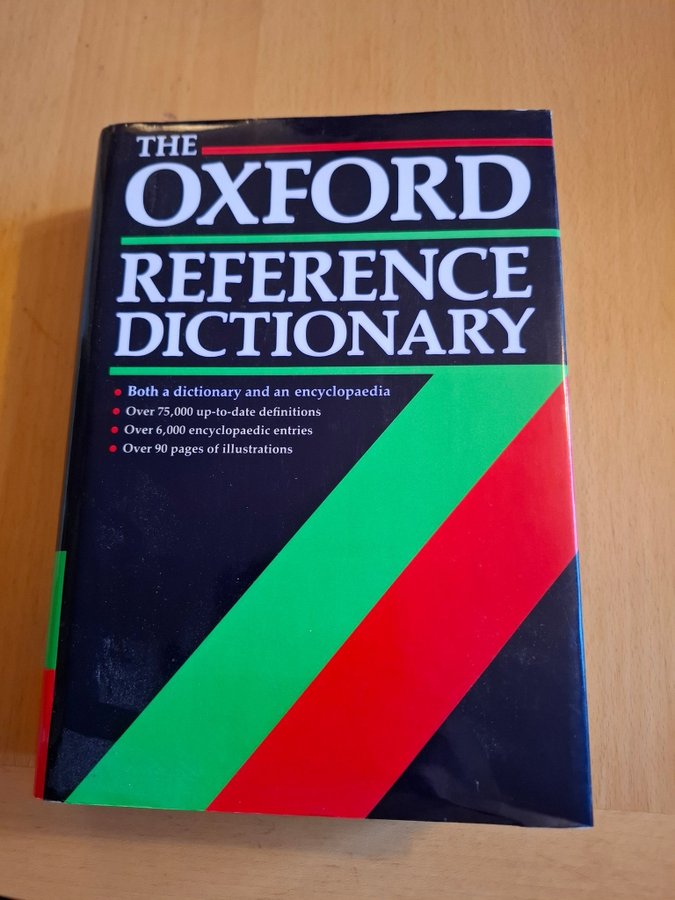 THE
OXFORD
REFERENCE
DICTIONARY
• Both a dictionary and an encyclopaedia
• Over 75,000 up-to-date definitions
• Over 6,000 encyclopaedic entries
• Over 90 pages of illustrations